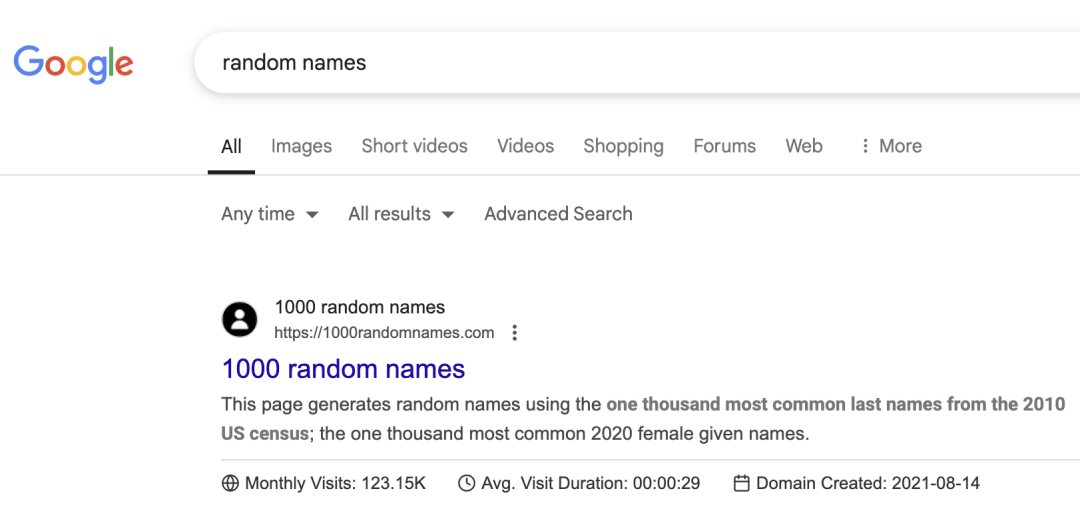 Google
random names
All Images Short videos Videos Shopping Forums Web More
Any time All results Advanced Search
1000 random names
https://1000randomnames.com
1000 random names
This page generates random names using the one thousand most common last names from the 2010
US census; the one thousand most common 2020 female given names.
Monthly Visits: 123.15K Avg. Visit Duration: 00:00:29 Domain Created: 2021-08-14